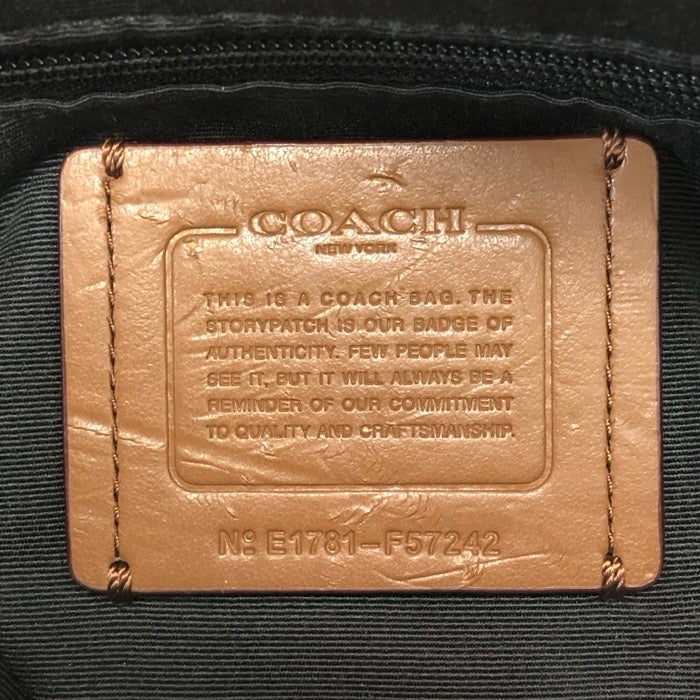 COACH
NEW YORK
THIS IS A COACH BAG. THE
STORYPATCH IS OUR BADGE OF
AUTHENTICITY. FEW PEOPLE MAY
SEE IT, BUT IT WILL ALWAYS BE A
REMINDER OF OUR COMMITMENT
TO QUALITY AND CRAFTSMANSHIP.
Nº E1781-F57242